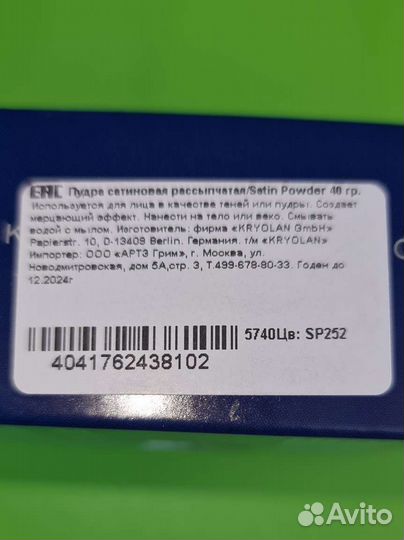 EAC Пудра сатиновая рассыпчатая/Satin Powder 40 гр.
Используется для лица в качестве теней или пудры. Создает
мерцающий эффект. Нанести на тело или веко. Смывать
водой с мылом. Изготовитель: фирма «KRYOLAN GmbH»
Papierstr. 10, D-13409 Berlin. Германия. т/м «KRYOLAN»
Импортер: ООО «АРТЭ Грим», г. Москва, ул.
Новодмитровская, дом 5А,стр. 3, Т.499-678-80-33. Годен до
12.2024г
5740Цв: SP252
4041762438102
Avito